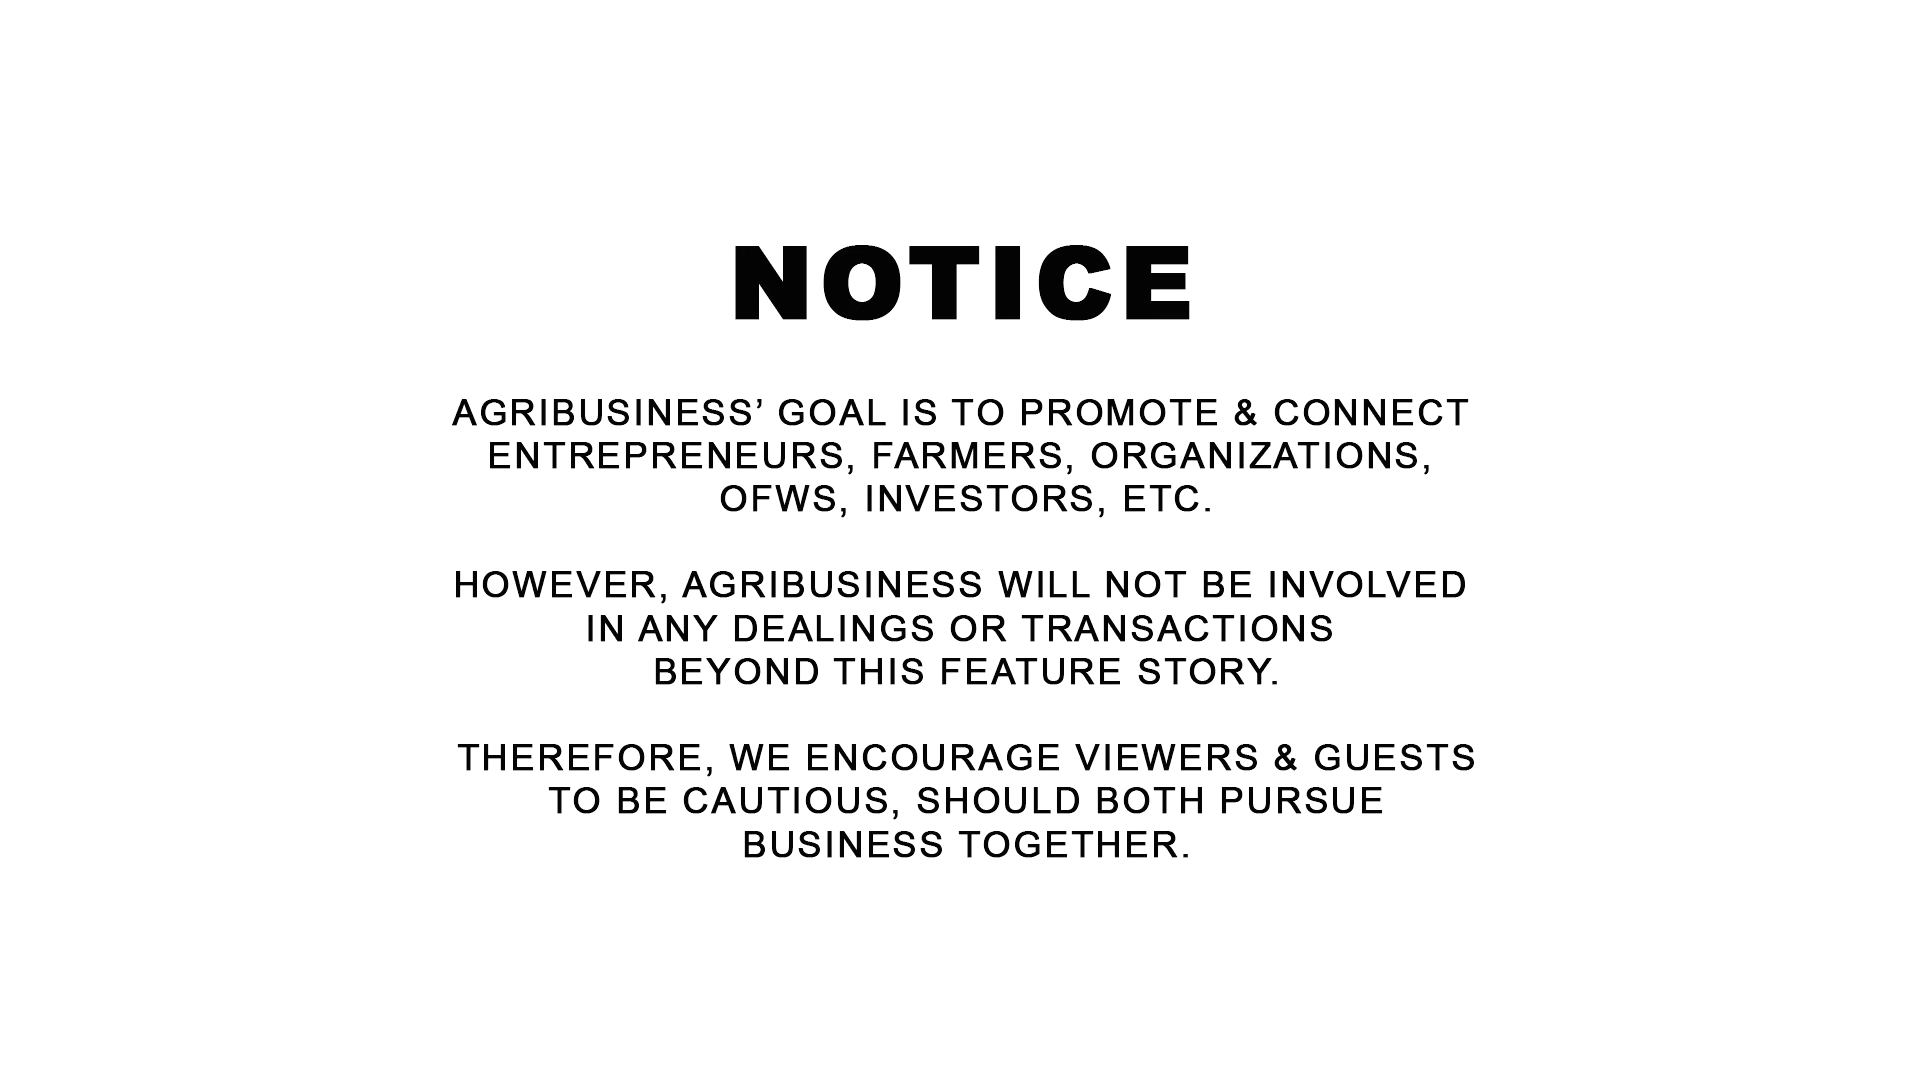 NOTICE
AGRIBUSINESS’ GOAL IS TO PROMOTE & CONNECT
ENTREPRENEURS, FARMERS, ORGANIZATIONS,
OFWS, INVESTORS, ETC.
HOWEVER, AGRIBUSINESS WILL NOT BE INVOLVED
IN ANY DEALINGS OR TRANSACTIONS
BEYOND THIS FEATURE STORY.
THEREFORE, WE ENCOURAGE VIEWERS & GUESTS
TO BE CAUTIOUS, SHOULD BOTH PURSUE
BUSINESS TOGETHER.